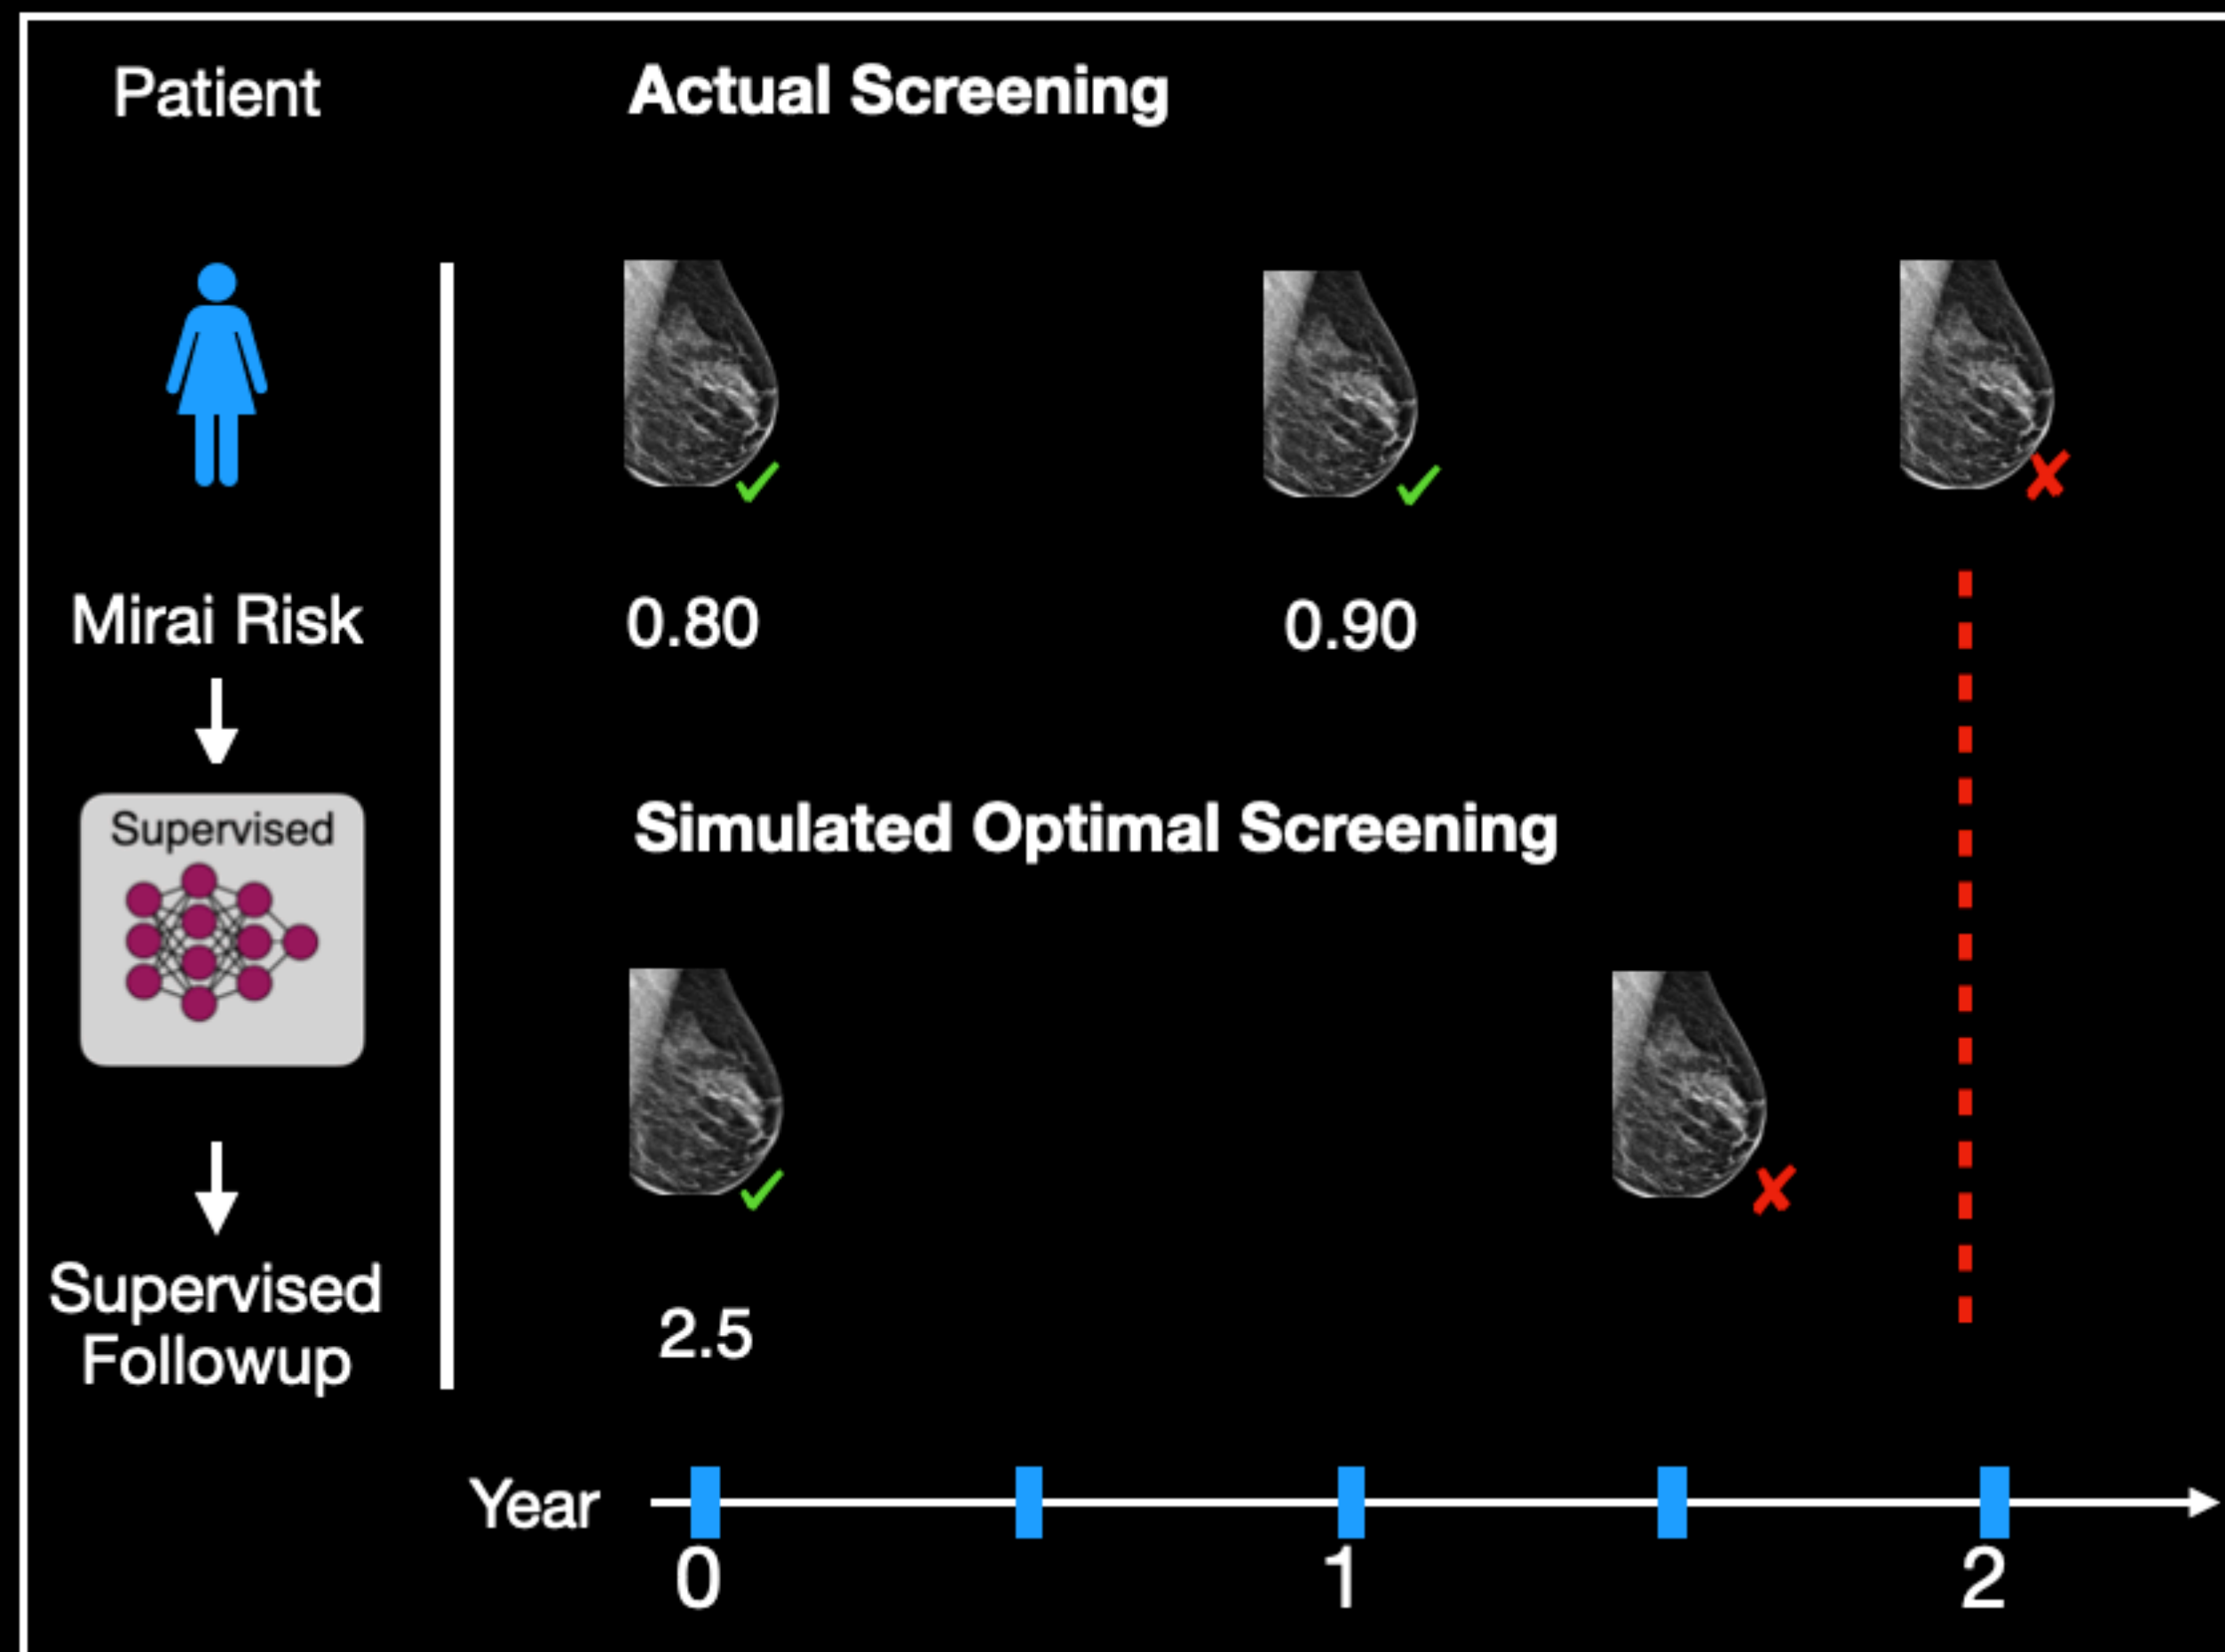 Patient
Actual Screening
Mirai Risk
0.80
0.90
Supervised
Simulated Optimal Screening
Supervised
Followup
2.5
Year
0
1
2